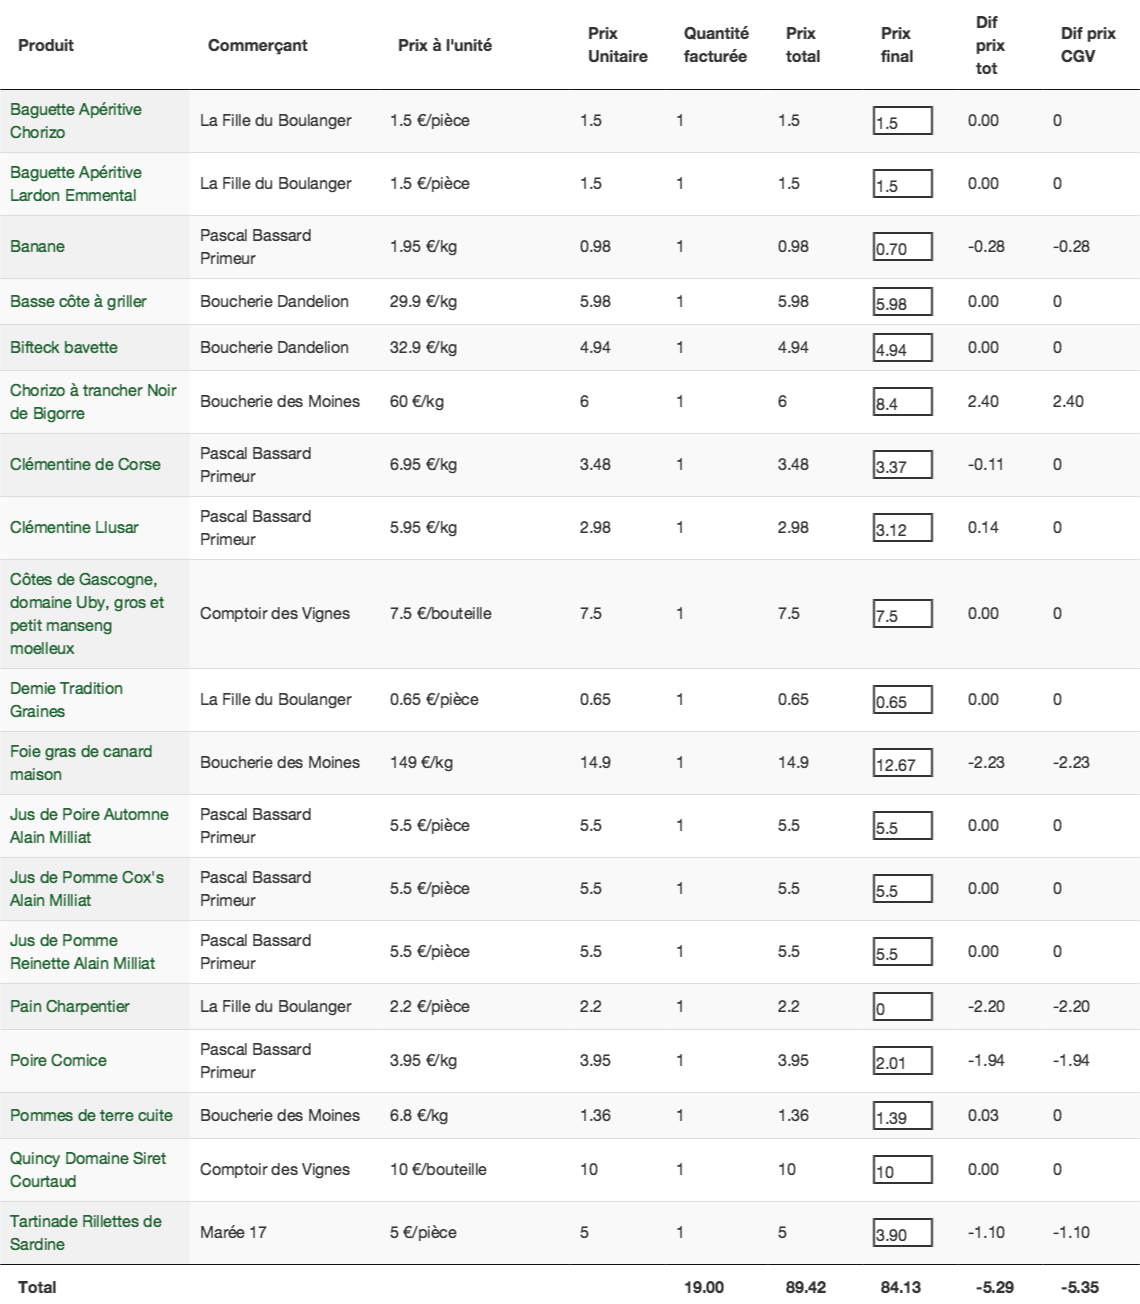 Produit Commerçant Prix à l'unité Prix Unitaire Quantité facturée Prix total Prix final Dif prix tot Dif prix CGV
Baguette Apéritive Chorizo La Fille du Boulanger 1.5 €/pièce 1.5 1 1.5 1.5 0.00 0
Baguette Apéritive Lardon Emmental La Fille du Boulanger 1.5 €/pièce 1.5 1 1.5 1.5 0.00 0
Banane Pascal Bassard Primeur 1.95 €/kg 0.98 1 0.98 0.70 -0.28 -0.28
Basse côte à griller Boucherie Dandelion 29.9 €/kg 5.98 1 5.98 5.98 0.00 0
Bifteck bavette Boucherie Dandelion 32.9 €/kg 4.94 1 4.94 4.94 0.00 0
Chorizo à trancher Noir de Bigorre Boucherie des Moines 60 €/kg 6 1 6 8.4 2.40 2.40
Clémentine de Corse Pascal Bassard Primeur 6.95 €/kg 3.48 1 3.48 3.37 -0.11 0
Clémentine Llusar Pascal Bassard Primeur 5.95 €/kg 2.98 1 2.98 3.12 0.14 0
Côtes de Gascogne, domaine Uby, gros et petit manseng moelleux Comptoir des Vignes 7.5 €/bouteille 7.5 1 7.5 7.5 0.00 0
Demie Tradition Graines La Fille du Boulanger 0.65 €/pièce 0.65 1 0.65 0.65 0.00 0
Foie gras de canard maison Boucherie des Moines 149 €/kg 14.9 1 14.9 12.67 -2.23 -2.23
Jus de Poire Automne Alain Milliat Pascal Bassard Primeur 5.5 €/pièce 5.5 1 5.5 5.5 0.00 0
Jus de Pomme Cox's Alain Milliat Pascal Bassard Primeur 5.5 €/pièce 5.5 1 5.5 5.5 0.00 0
Jus de Pomme Reinette Alain Milliat Pascal Bassard Primeur 5.5 €/pièce 5.5 1 5.5 5.5 0.00 0
Pain Charpentier La Fille du Boulanger 2.2 €/pièce 2.2 1 2.2 0 -2.20 -2.20
Poire Comice Pascal Bassard Primeur 3.95 €/kg 3.95 1 3.95 2.01 -1.94 -1.94
Pommes de terre cuite Boucherie des Moines 6.8 €/kg 1.36 1 1.36 1.39 0.03 0
Quincy Domaine Siret Courtaud Comptoir des Vignes 10 €/bouteille 10 1 10 10 0.00 0
Tartinade Rillettes de Sardine Marée 17 5 €/pièce 5 1 5 3.90 -1.10 -1.10
Total 19.00 89.42 84.13 -5.29 -5.35